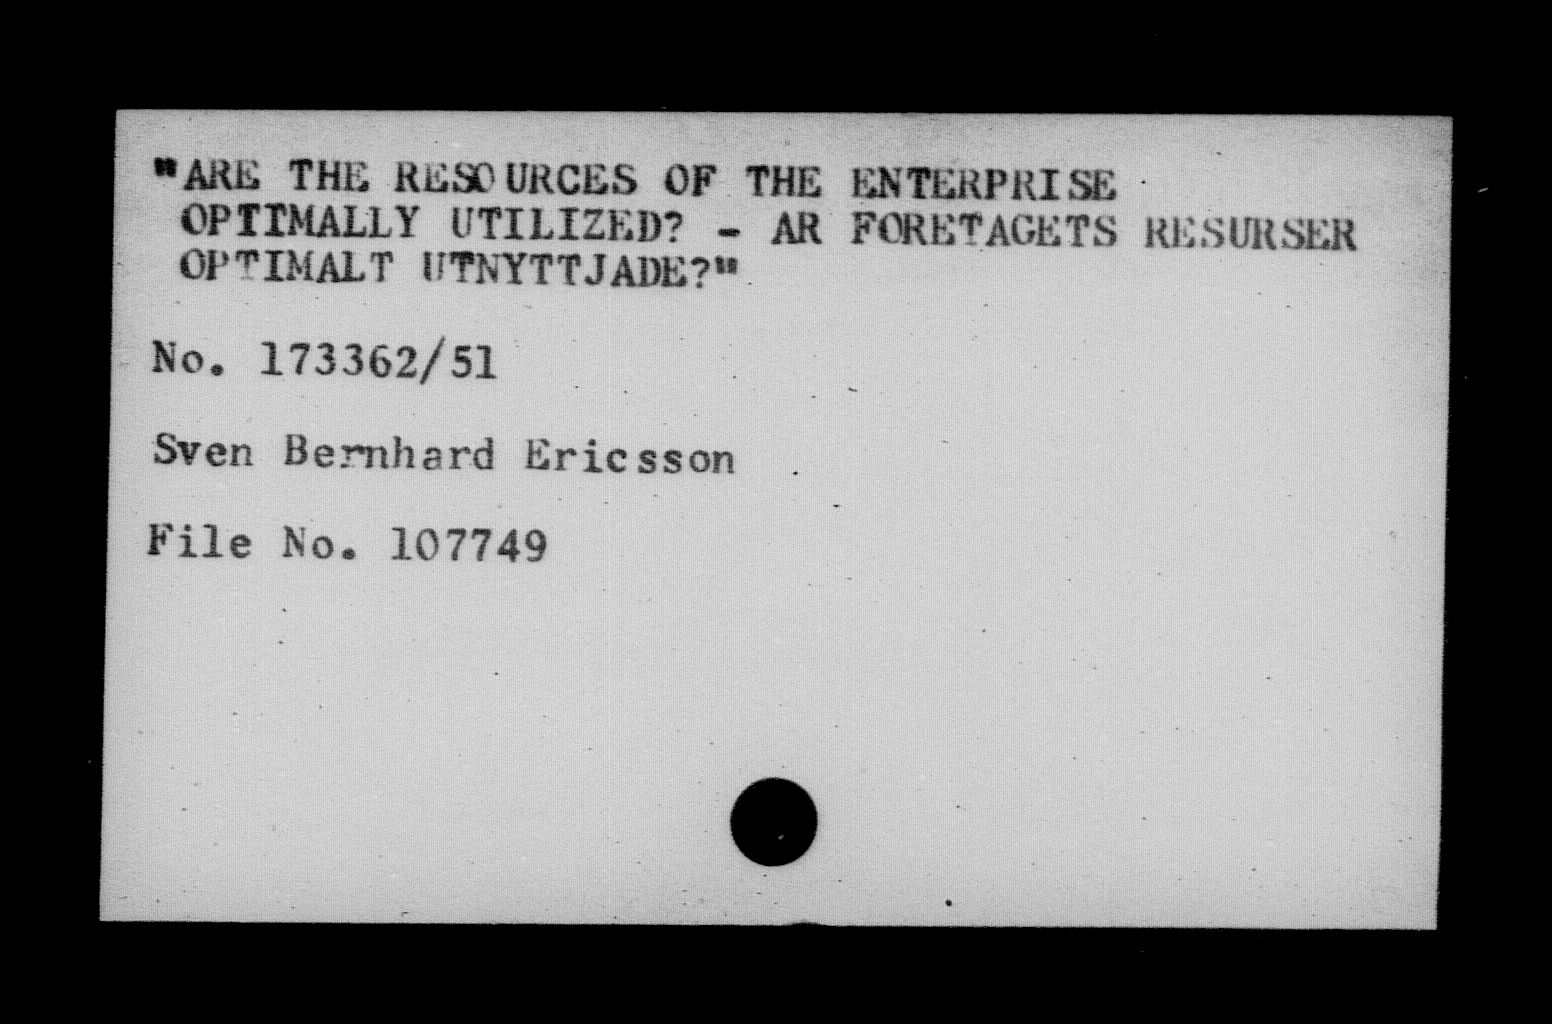 "ARE THE RESOURCES OF THE ENTERPRISE
OPTIMALLY UTILIZED? - AR FORETAGETS RESURSER
OPTIMALT UTNYTTJADE?"
No. 173362/51
Sven Bernhard Ericsson
File No. 107749